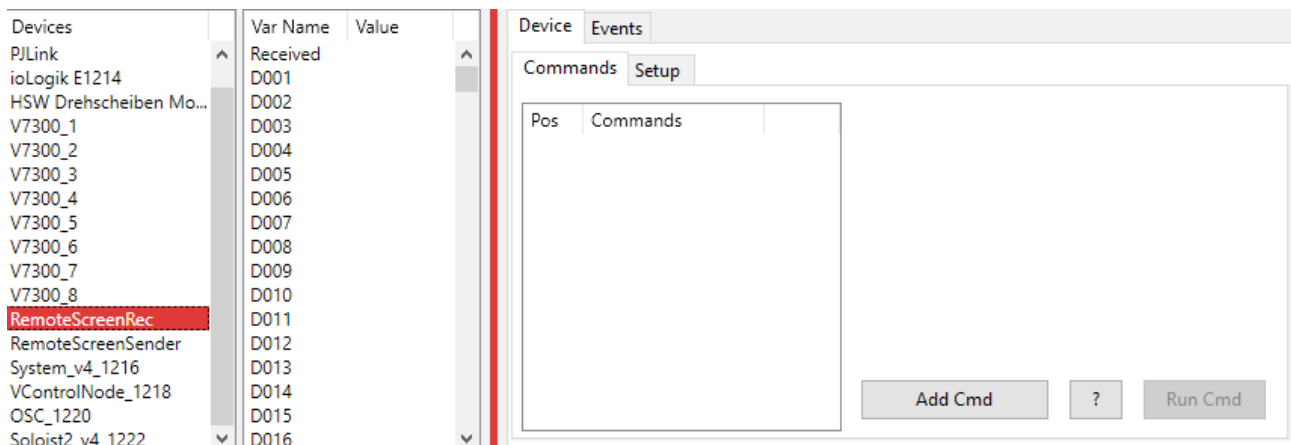 Devices
PJLink
ioLogik E1214
HSW Drehscheiben Mo...
V7300_1
V7300_2
V7300_3
V7300_4
V7300_5
V7300_6
V7300_7
V7300_8
RemoteScreenRec
RemoteScreenSender
System_v4_1216
VControlNode_1218
OSC_1220
Soloist2_v4_1222
Var Name Value
Received
D001
D002
D003
D004
D005
D006
D007
D008
D009
D010
D011
D012
D013
D014
D015
D016
Device Events
Commands Setup
Pos Commands
Add Cmd ? Run Cmd